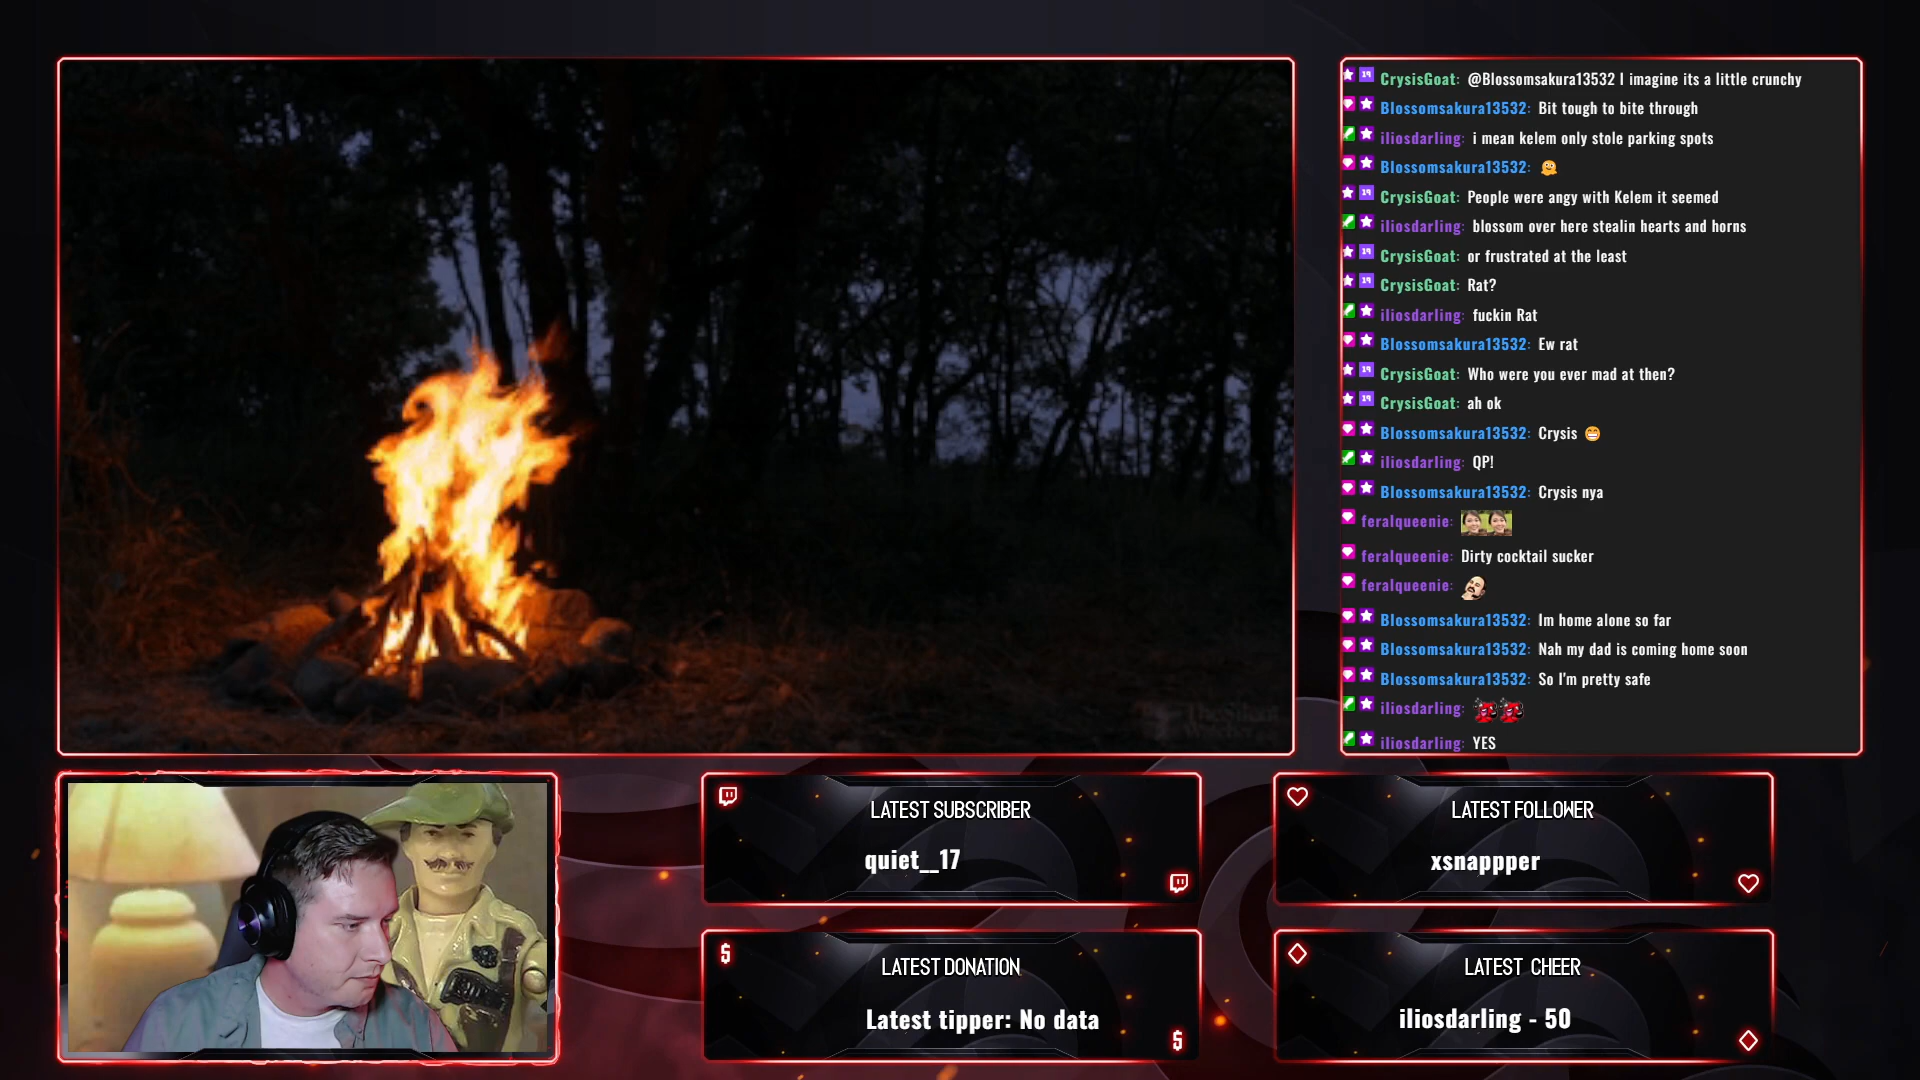 CrysisGoat: @Blossomsakura13532 I imagine its a little crunchy
Blossomsakura13532: Bit tough to bite through
iliosdarling: i mean kelem only stole parking spots
Blossomsakura13532:
CrysisGoat: People were angy with Kelem it seemed
iliosdarling: blossom over here stealin hearts and horns
CrysisGoat: or frustrated at the least
CrysisGoat: Rat?
iliosdarling: fuckin Rat
Blossomsakura13532: Ew rat
CrysisGoat: Who were you ever mad at then?
CrysisGoat: ah ok
Blossomsakura13532: Crysis 😁
iliosdarling: QP!
Blossomsakura13532: Crysis nya
feralqueenie:
feralqueenie: Dirty cocktail sucker
feralqueenie:
Blossomsakura13532: Im home alone so far
Blossomsakura13532: Nah my dad is coming home soon
Blossomsakura13532: So I'm pretty safe
iliosdarling:
iliosdarling: YES
LATEST SUBSCRIBER
quiet__17
LATEST FOLLOWER
xsnappper
LATEST DONATION
Latest tipper: No data
LATEST CHEER
iliosdarling - 50